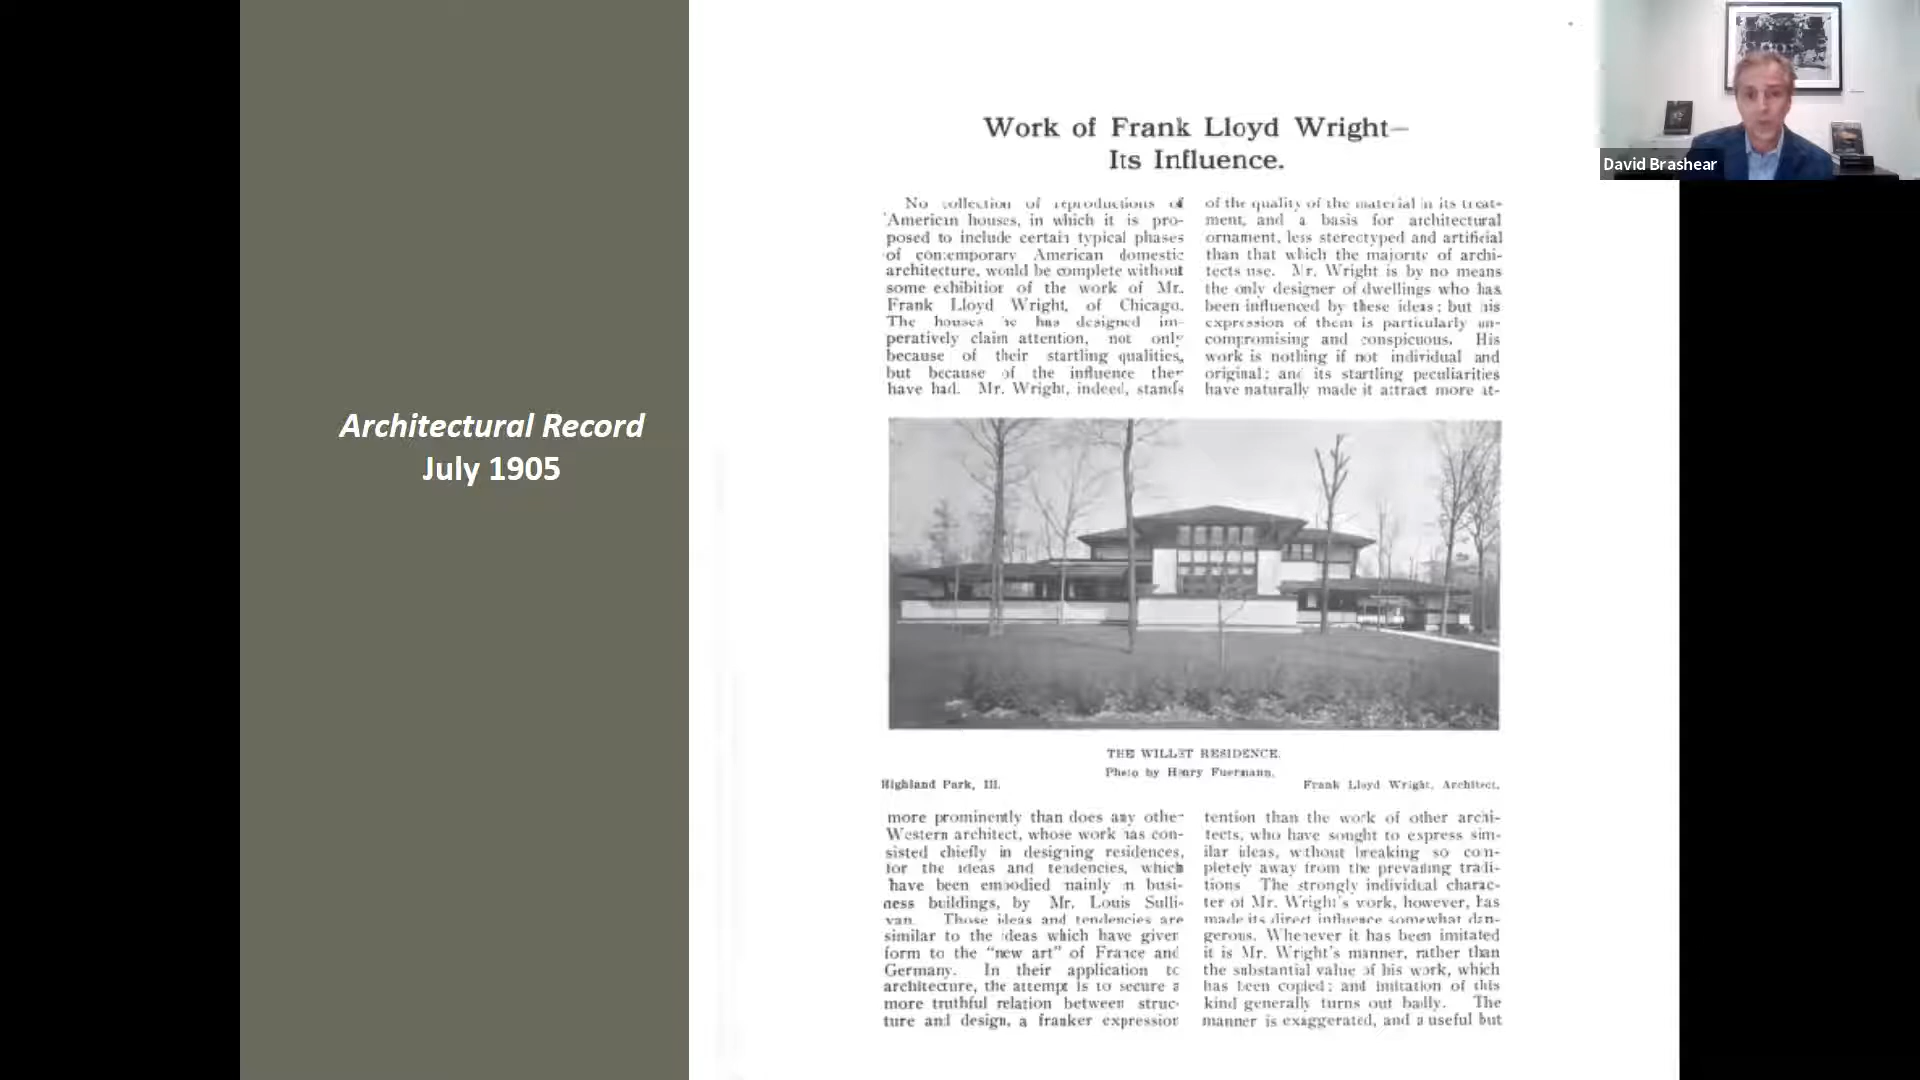 Architectural Record
July 1905
Work of Frank Lloyd Wright—
Its Influence.
No collection of reproductions of
American houses, in which it is pro-
posed to include certain typical phases
of contemporary American domestic
architecture, would be complete without
some exhibition of the work of Mr.
Frank Lloyd Wright, of Chicago.
The houses he has designed im-
peratively claim attention, not only
because of their startling qualities,
but because of the influence they
have had. Mr. Wright, indeed, stands
of the quality of the material in its treat-
ment, and a basis for architectural
ornament, less stereotyped and artificial
than that which the majority of archi-
tects use. Mr. Wright is by no means
the only designer of dwellings who has
been influenced by these ideas; but his
expression of them is particularly un-
compromising and conspicuous. His
work is nothing if not individual and
original; and its startling peculiarities
have naturally made it attract more at-
THE WILLET RESIDENCE.
Photo by Henry Fuermann.
Highland Park, Ill.
Frank Lloyd Wright, Architect.
more prominently than does any other
Western architect, whose work has con-
sisted chiefly in designing residences,
for the ideas and tendencies, which
have been embodied mainly in busi-
ness buildings, by Mr. Louis Sulli-
van. Those ideas and tendencies are
similar to the ideas which have given
form to the "new art" of France and
Germany. In their application to
architecture, the attempt is to secure a
more truthful relation between struc-
ture and design, a franker expression
tention than the work of other archi-
tects, who have sought to express sim-
ilar ideas, without breaking so com-
pletely away from the prevailing tradi-
tions The strongly individual charac-
ter of Mr. Wright's work, however, has
made its direct influence somewhat dan-
gerous. Wherever it has been imitated
it is Mr. Wright's manner, rather than
the substantial value of his work, which
has been copied; and imitation of this
kind generally turns out badly. The
manner is exaggerated, and a useful but
David Brashear